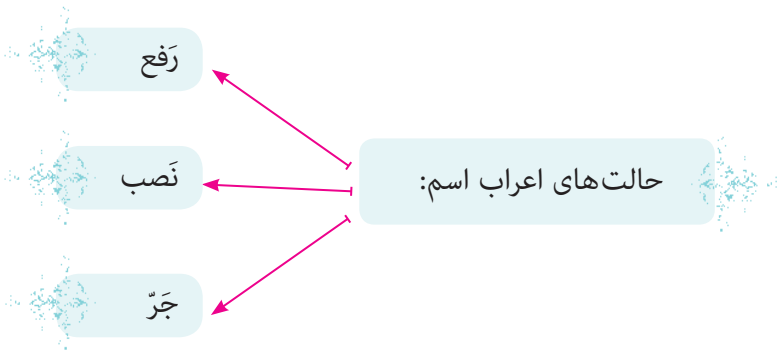 حالت‌های اعراب اسم:
رَفع
نَصب
جَرّ